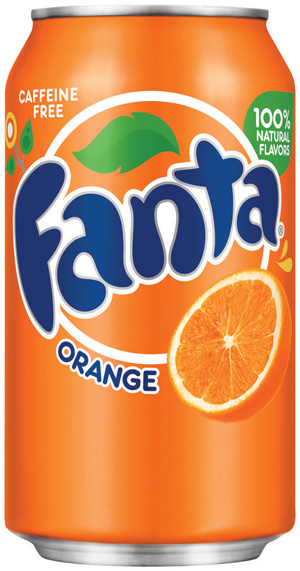 CAFFEINE
FREE
100%
NATURAL
FLAVORS
Fanta®
ORANGE